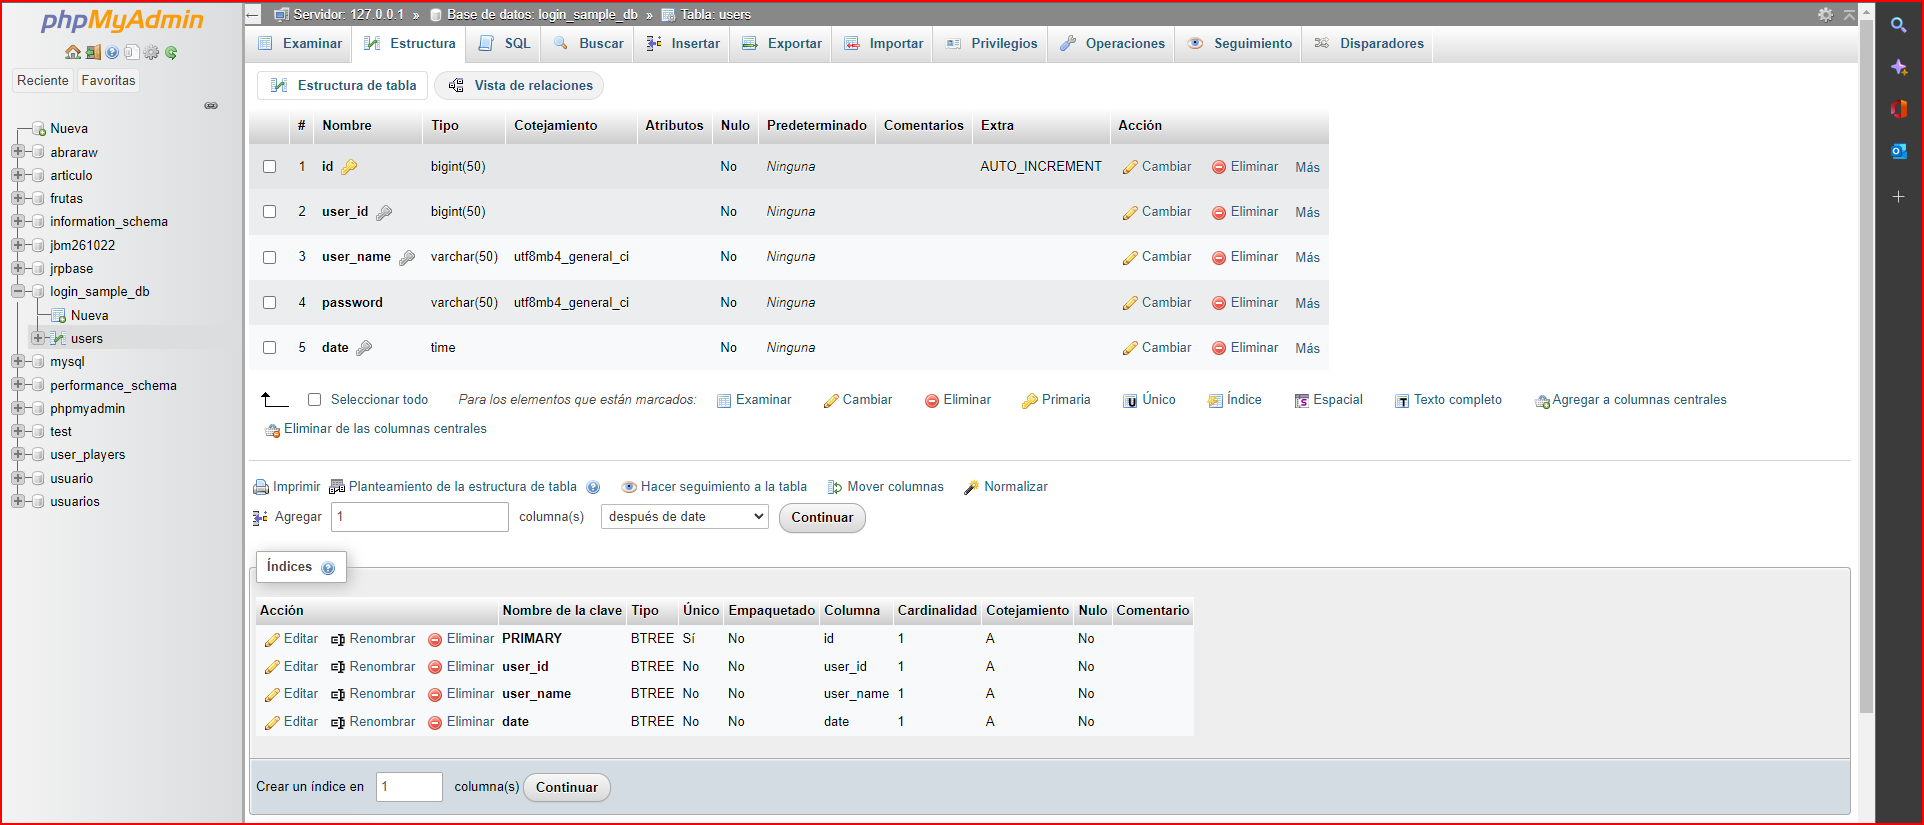 phpMyAdmin
Reciente Favoritas
Nueva
abraraw
articulo
frutas
information_schema
jbm261022
jrpbase
login_sample_db
Nueva
users
mysql
performance_schema
phpmyadmin
test
user_players
usuario
usuarios
Servidor: 127.0.0.1 » Base de datos: login_sample_db » Tabla: users
Examinar Estructura SQL Buscar Insertar Exportar Importar Privilegios Operaciones Seguimiento Disparadores
Estructura de tabla Vista de relaciones
# Nombre Tipo Cotejamiento Atributos Nulo Predeterminado Comentarios Extra Acción
1 id bigint(50) No Ninguna AUTO_INCREMENT Cambiar Eliminar Más
2 user_id bigint(50) No Ninguna Cambiar Eliminar Más
3 user_name varchar(50) utf8mb4_general_ci No Ninguna Cambiar Eliminar Más
4 password varchar(50) utf8mb4_general_ci No Ninguna Cambiar Eliminar Más
5 date time No Ninguna Cambiar Eliminar Más
Seleccionar todo Para los elementos que están marcados: Examinar Cambiar Eliminar Primaria Único Índice Espacial Texto completo Agregar a columnas centrales
Eliminar de las columnas centrales
Imprimir Planteamiento de la estructura de tabla Hacer seguimiento a la tabla Mover columnas Normalizar
Agregar 1 columna(s) después de date Continuar
Índices
Acción Nombre de la clave Tipo Único Empaquetado Columna Cardinalidad Cotejamiento Nulo Comentario
Editar Renombrar Eliminar PRIMARY BTREE Sí No id 1 A No
Editar Renombrar Eliminar user_id BTREE No No user_id 1 A No
Editar Renombrar Eliminar user_name BTREE No No user_name 1 A No
Editar Renombrar Eliminar date BTREE No No date 1 A No
Crear un índice en 1 columna(s) Continuar